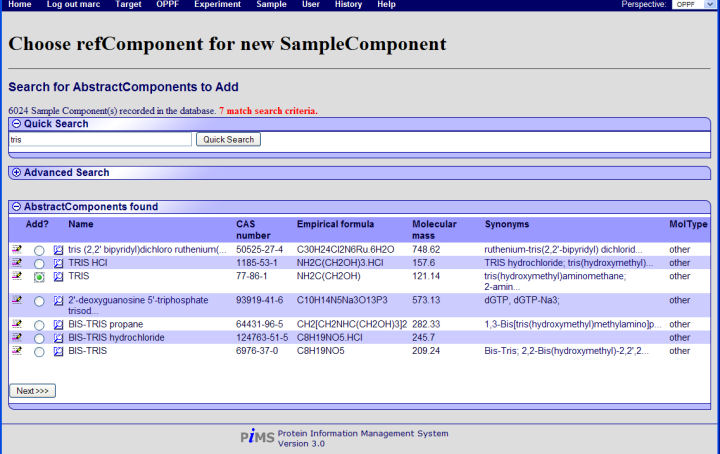 Home Log out marc Target OPPF Experiment Sample User History Help Perspective: OPPF
Choose refComponent for new SampleComponent
Search for AbstractComponents to Add
6024 Sample Component(s) recorded in the database. 7 match search criteria.
Quick Search
tris Quick Search
Advanced Search
AbstractComponents found
Add? Name CAS number Empirical formula Molecular mass Synonyms MolType
tris (2,2' bipyridyl)dichloro ruthenium(... 50525-27-4 C30H24Cl2N6Ru.6H2O 748.62 ruthenium-tris(2,2'-bipyridyl) dichlorid... other
TRIS HCl 1185-53-1 NH2C(CH2OH)3.HCl 157.6 TRIS hydrochloride; tris(hydroxymethyl)... other
TRIS 77-86-1 NH2C(CH2OH) 121.14 tris(hydroxymethyl)aminomethane; 2-amin... other
2'-deoxyguanosine 5'-triphosphate trisod... 93919-41-6 C10H14N5Na3O13P3 573.13 dGTP, dGTP-Na3; other
BIS-TRIS propane 64431-96-5 CH2[CH2NHC(CH2OH)3]2 282.33 1,3-Bis[tris(hydroxymethyl)methylamino]p... other
BIS-TRIS hydrochloride 124763-51-5 C8H19NO5.HCl 245.7 other
BIS-TRIS 6976-37-0 C8H19NO5 209.24 Bis-Tris; 2,2-Bis(hydroxymethyl)-2,2',2... other
Next >>>
PiMS Protein Information Management System
Version 3.0